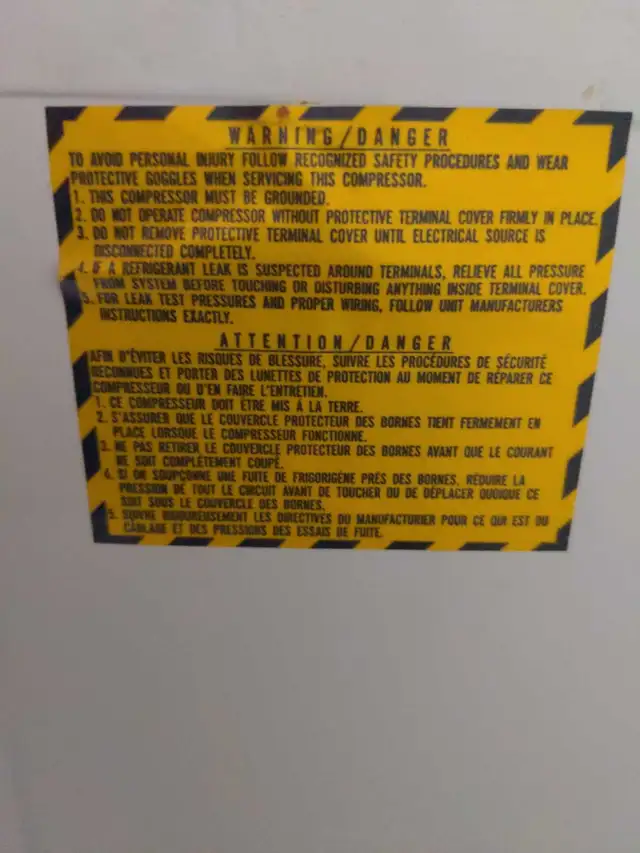 WARNING/DANGER
TO AVOID PERSONAL INJURY FOLLOW RECOGNIZED SAFETY PROCEDURES AND WEAR
PROTECTIVE GOGGLES WHEN SERVICING THIS COMPRESSOR.
1. THIS COMPRESSOR MUST BE GROUNDED.
2. DO NOT OPERATE COMPRESSOR WITHOUT PROTECTIVE TERMINAL COVER FIRMLY IN PLACE.
3. DO NOT REMOVE PROTECTIVE TERMINAL COVER UNTIL ELECTRICAL SOURCE IS
DISCONNECTED COMPLETELY.
4. IF A REFRIGERANT LEAK IS SUSPECTED AROUND TERMINALS, RELIEVE ALL PRESSURE
FROM SYSTEM BEFORE TOUCHING OR DISTURBING ANYTHING INSIDE TERMINAL COVER.
5. FOR LEAK TEST PRESSURES AND PROPER WIRING, FOLLOW UNIT MANUFACTURERS
INSTRUCTIONS EXACTLY.
ATTENTION/DANGER
AFIN D'ÉVITER LES RISQUES DE BLESSURE, SUIVRE LES PROCÉDURES DE SÉCURITÉ
RECONNUES ET PORTER DES LUNETTES DE PROTECTION AU MOMENT DE RÉPARER CE
COMPRESSEUR OU D'EN FAIRE L'ENTRETIEN.
1. CE COMPRESSEUR DOIT ÊTRE MIS À LA TERRE.
2. S'ASSURER QUE LE COUVERCLE PROTECTEUR DES BORNES TIENT FERMEMENT EN
PLACE LORSQUE LE COMPRESSEUR FONCTIONNE.
3. NE PAS RETIRER LE COUVERCLE PROTECTEUR DES BORNES AVANT QUE LE COURANT
NE SOIT COMPLÈTEMENT COUPÉ.
4. SI ON SOUPÇONNE UNE FUITE DE FRIGORIGÈNE PRÈS DES BORNES, RÉDUIRE LA
PRESSION DE TOUT LE CIRCUIT AVANT DE TOUCHER OU DE DÉPLACER QUOIQUE CE
SOIT SOUS LE COUVERCLE DES BORNES.
5. SUIVRE RIGOUREUSEMENT LES DIRECTIVES DU MANUFACTURIER POUR CE QUI EST DU
CÂBLAGE ET DES PRESSIONS DES ESSAIS DE FUITE.